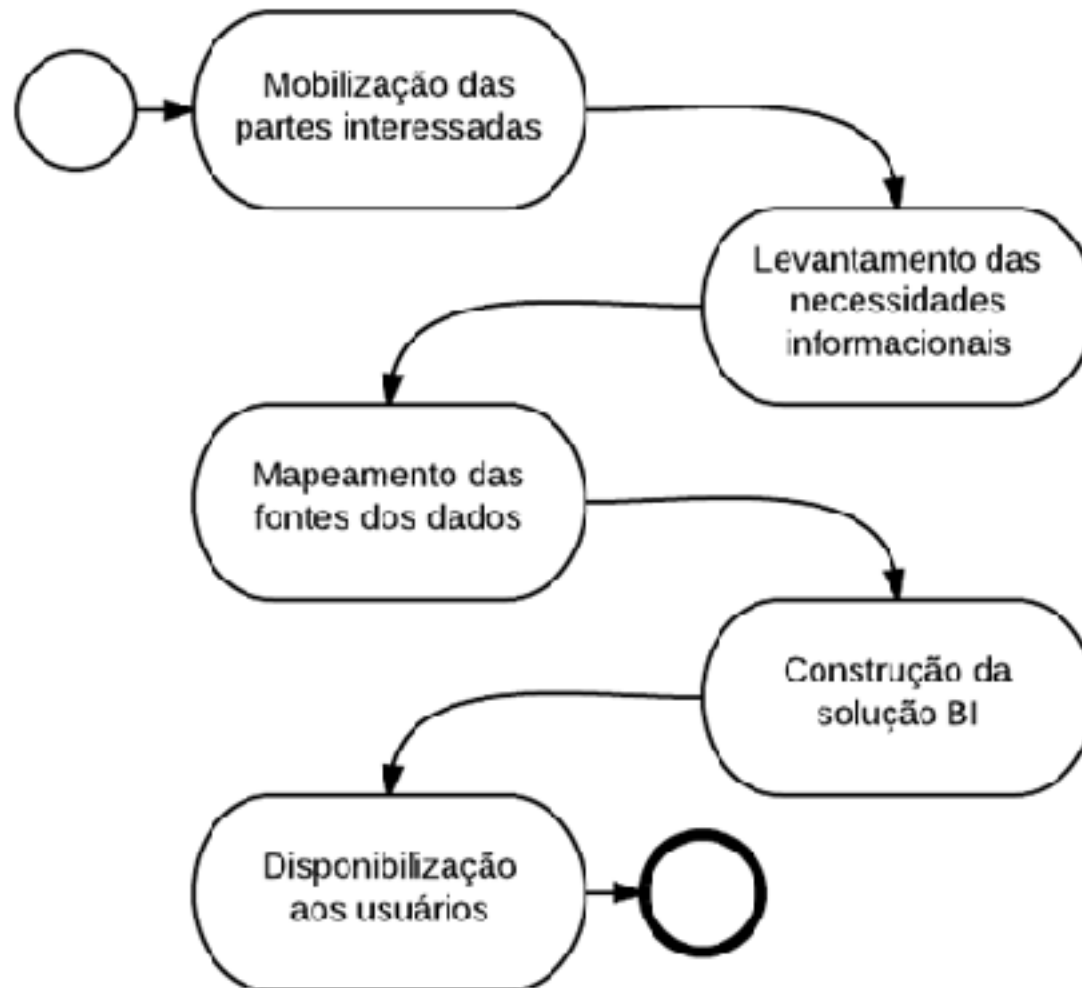 Mobilização das
partes interessadas
Levantamento das
necessidades
informacionais
Mapeamento das
fontes dos dados
Construção da
solução BI
Disponibilização
aos usuários